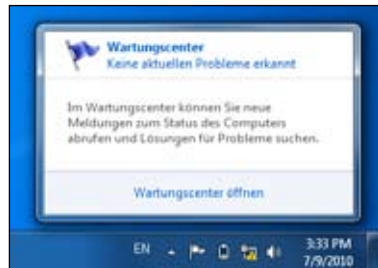 Wartungscenter
Keine aktuellen Probleme erkannt
Im Wartungscenter können Sie neue
Meldungen zum Status des Computers
abrufen und Lösungen für Probleme suchen.
Wartungscenter öffnen
EN
3:33 PM
7/9/2010